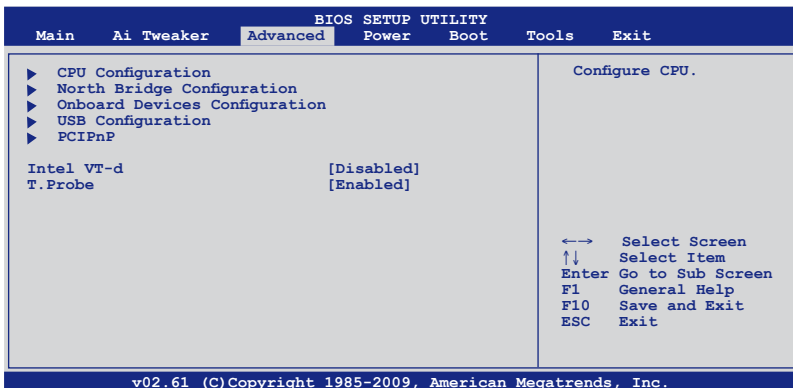 BIOS SETUP UTILITY
Main Ai Tweaker Advanced Power Boot Tools Exit
CPU Configuration
North Bridge Configuration
Onboard Devices Configuration
USB Configuration
PCIPnP
Intel VT-d [Disabled]
T.Probe [Enabled]
Configure CPU.
←→ Select Screen
↑↓ Select Item
Enter Go to Sub Screen
F1 General Help
F10 Save and Exit
ESC Exit
v02.61 (C)Copyright 1985-2009, American Megatrends, Inc.